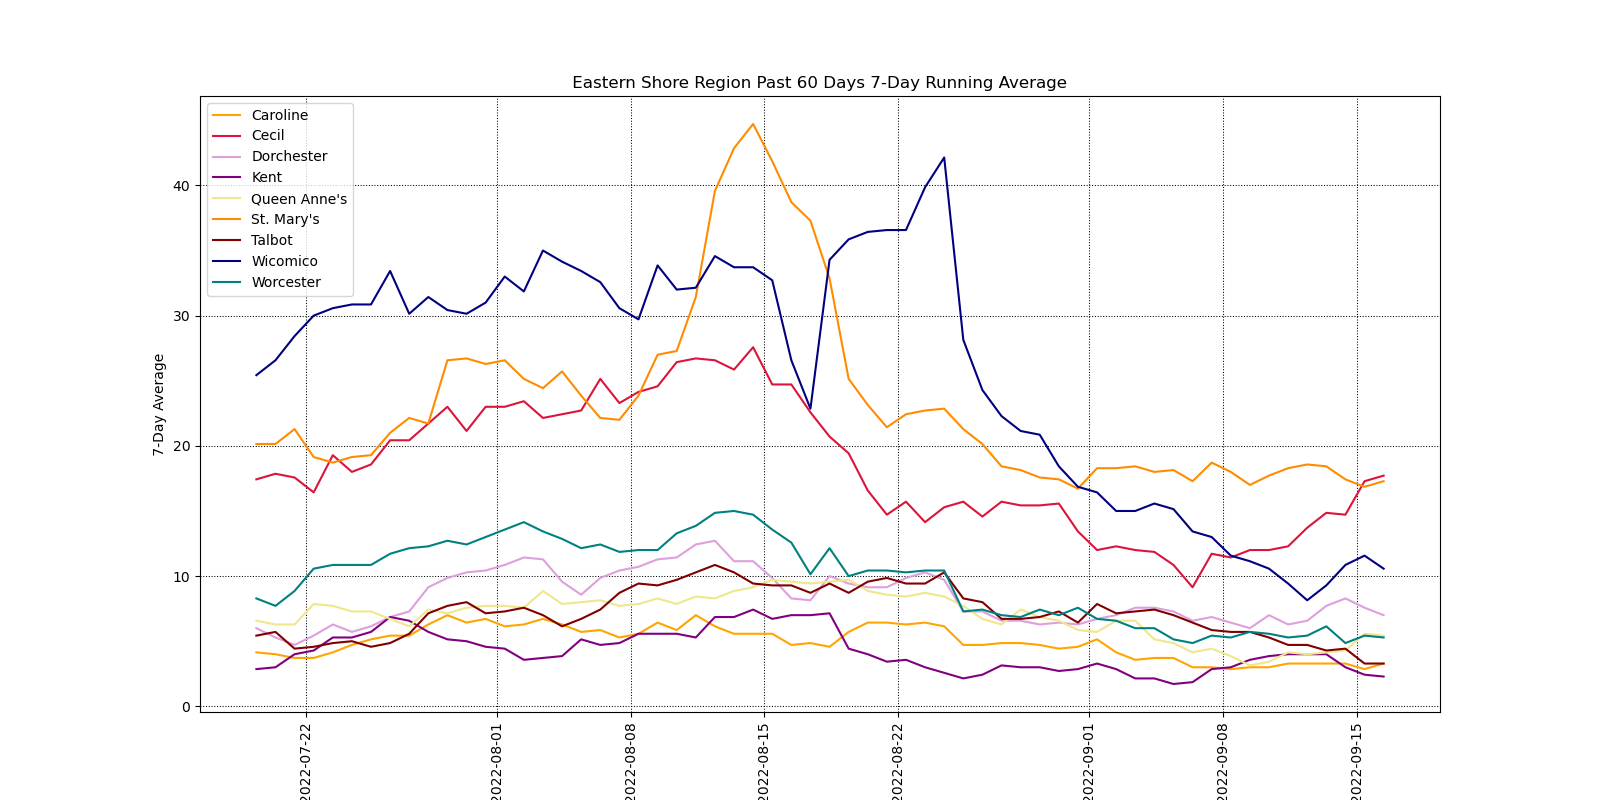 Eastern Shore Region Past 60 Days 7-Day Running Average
Caroline
Cecil
Dorchester
Kent
Queen Anne's
St. Mary's
Talbot
Wicomico
Worcester
7-Day Average
40
30
20
10
0
2022-07-22
2022-08-01
2022-08-08
2022-08-15
2022-08-22
2022-09-01
2022-09-08
2022-09-15